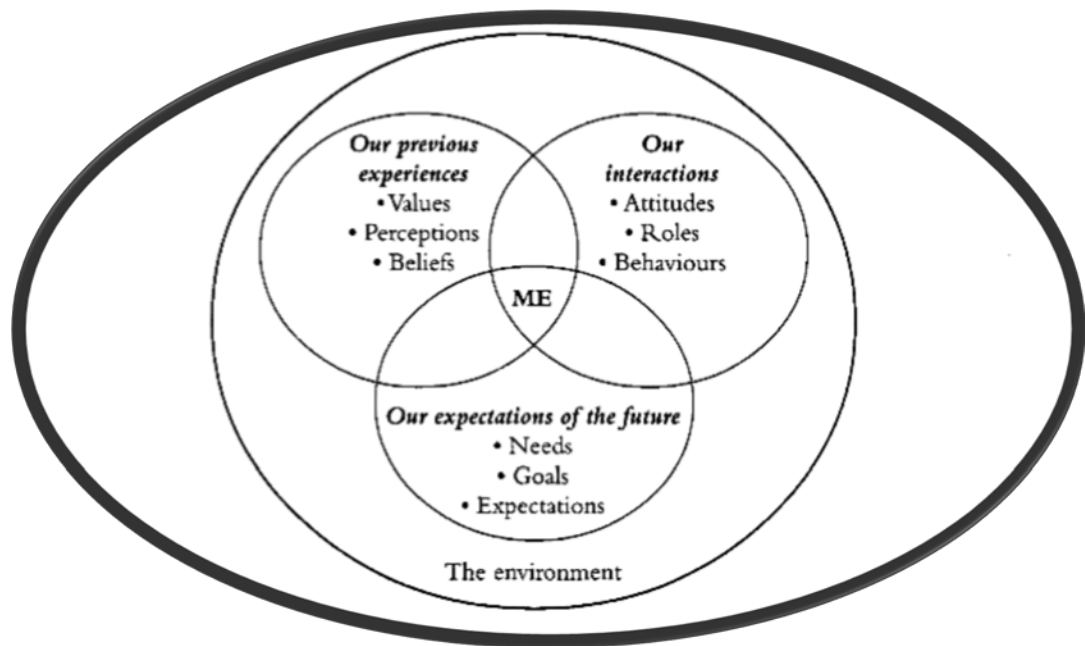 Our previous
experiences
• Values
• Perceptions
• Beliefs
Our
interactions
• Attitudes
• Roles
• Behaviours
ME
Our expectations of the future
• Needs
• Goals
• Expectations
The environment